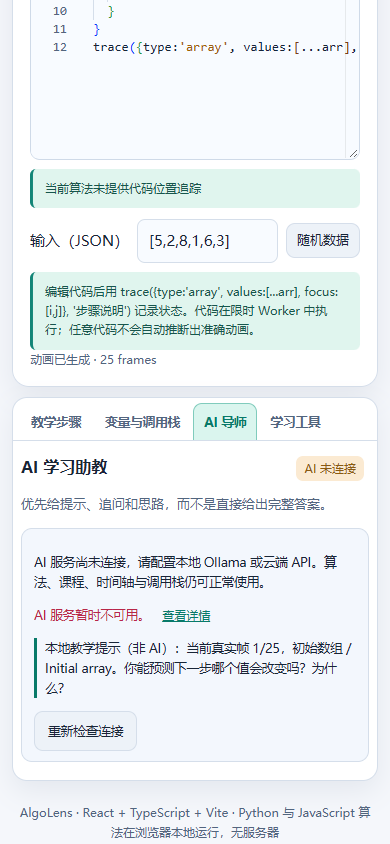 10 }
11 }
12 trace({type:'array', values:[...arr],
当前算法未提供代码位置追踪
输入（JSON） [5,2,8,1,6,3] 随机数据
编辑代码后用 trace({type:'array', values:[...arr], focus:
[i,j]}, '步骤说明') 记录状态。代码在限时 Worker 中执
行；任意代码不会自动推断出准确动画。
动画已生成 · 25 frames
教学步骤 变量与调用栈 AI 导师 学习工具
AI 学习助教 AI 未连接
优先给提示、追问和思路，而不是直接给出完整答案。
AI 服务尚未连接，请配置本地 Ollama 或云端 API。算
法、课程、时间轴与调用栈仍可正常使用。
AI 服务暂时不可用。 查看详情
本地教学提示（非 AI）：当前真实帧 1/25，初始数组 /
Initial array。你能预测下一步哪个值会改变吗？为什
么？
重新检查连接
AlgoLens · React + TypeScript + Vite · Python 与 JavaScript 算
法在浏览器本地运行，无服务器